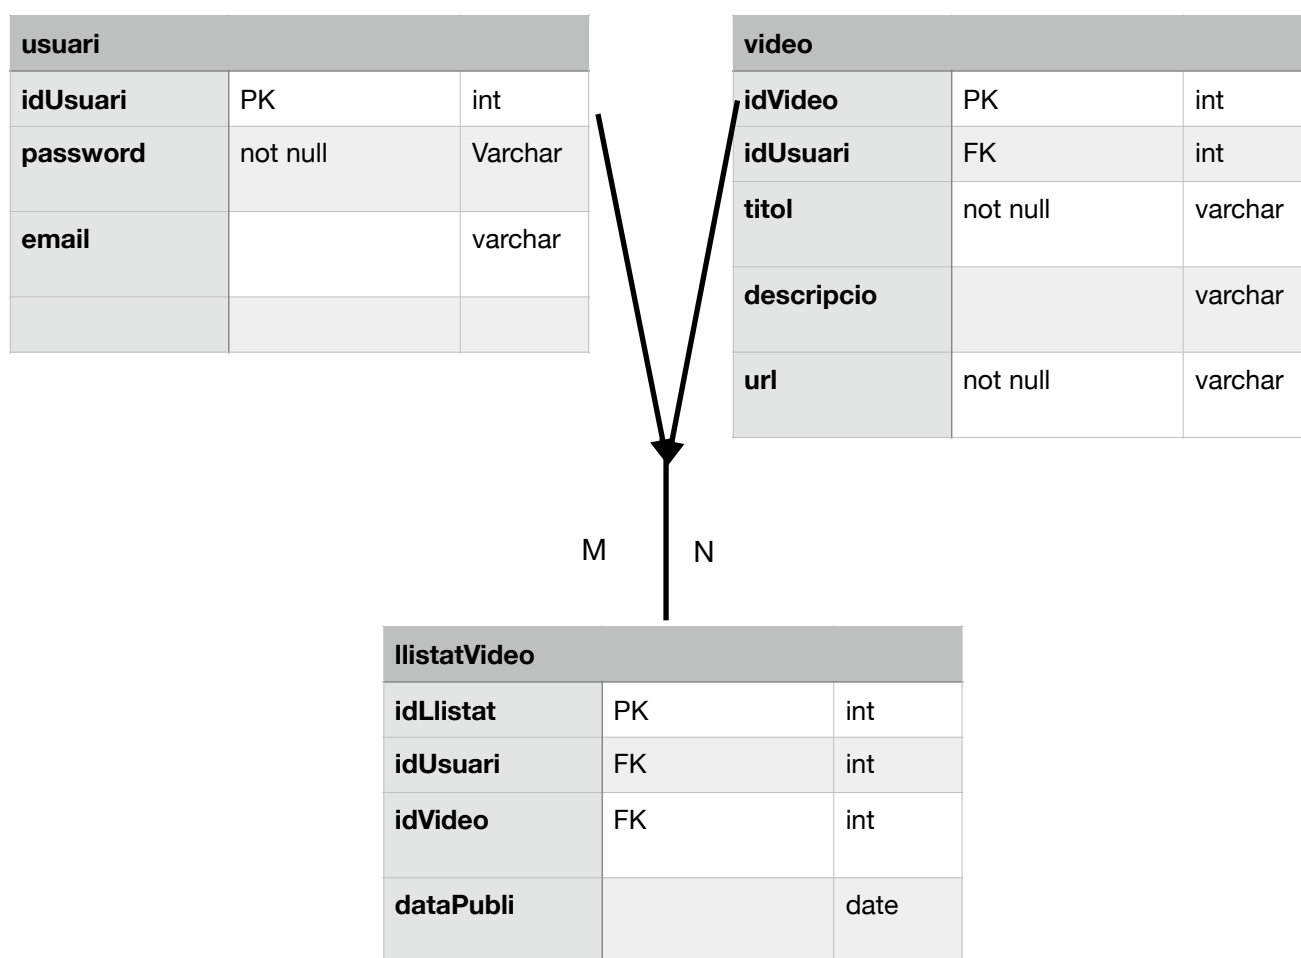 usuari
idUsuari PK int
password not null Varchar
email varchar
video
idVideo PK int
idUsuari FK int
titol not null varchar
descripcio varchar
url not null varchar
M N
llistatVideo
idLlistat PK int
idUsuari FK int
idVideo FK int
dataPubli date